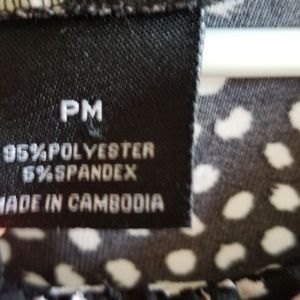 PM
95% POLYESTER
5% SPANDEX
MADE IN CAMBODIA